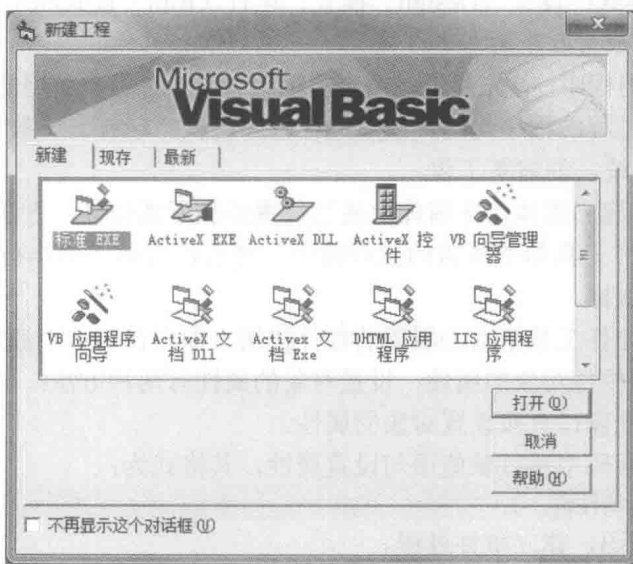 新建工程
Microsoft
Visual Basic
新建
现存
最新
标准 EXE
ActiveX EXE
ActiveX DLL
ActiveX 控
件
VB 向导管理
器
VB 应用程序
向导
ActiveX 文
档 Dll
Activex 文
档 Exe
DHTML 应用
程序
IIS 应用程
序
打开(O)
取消
帮助(H)
不再显示这个对话框(U)